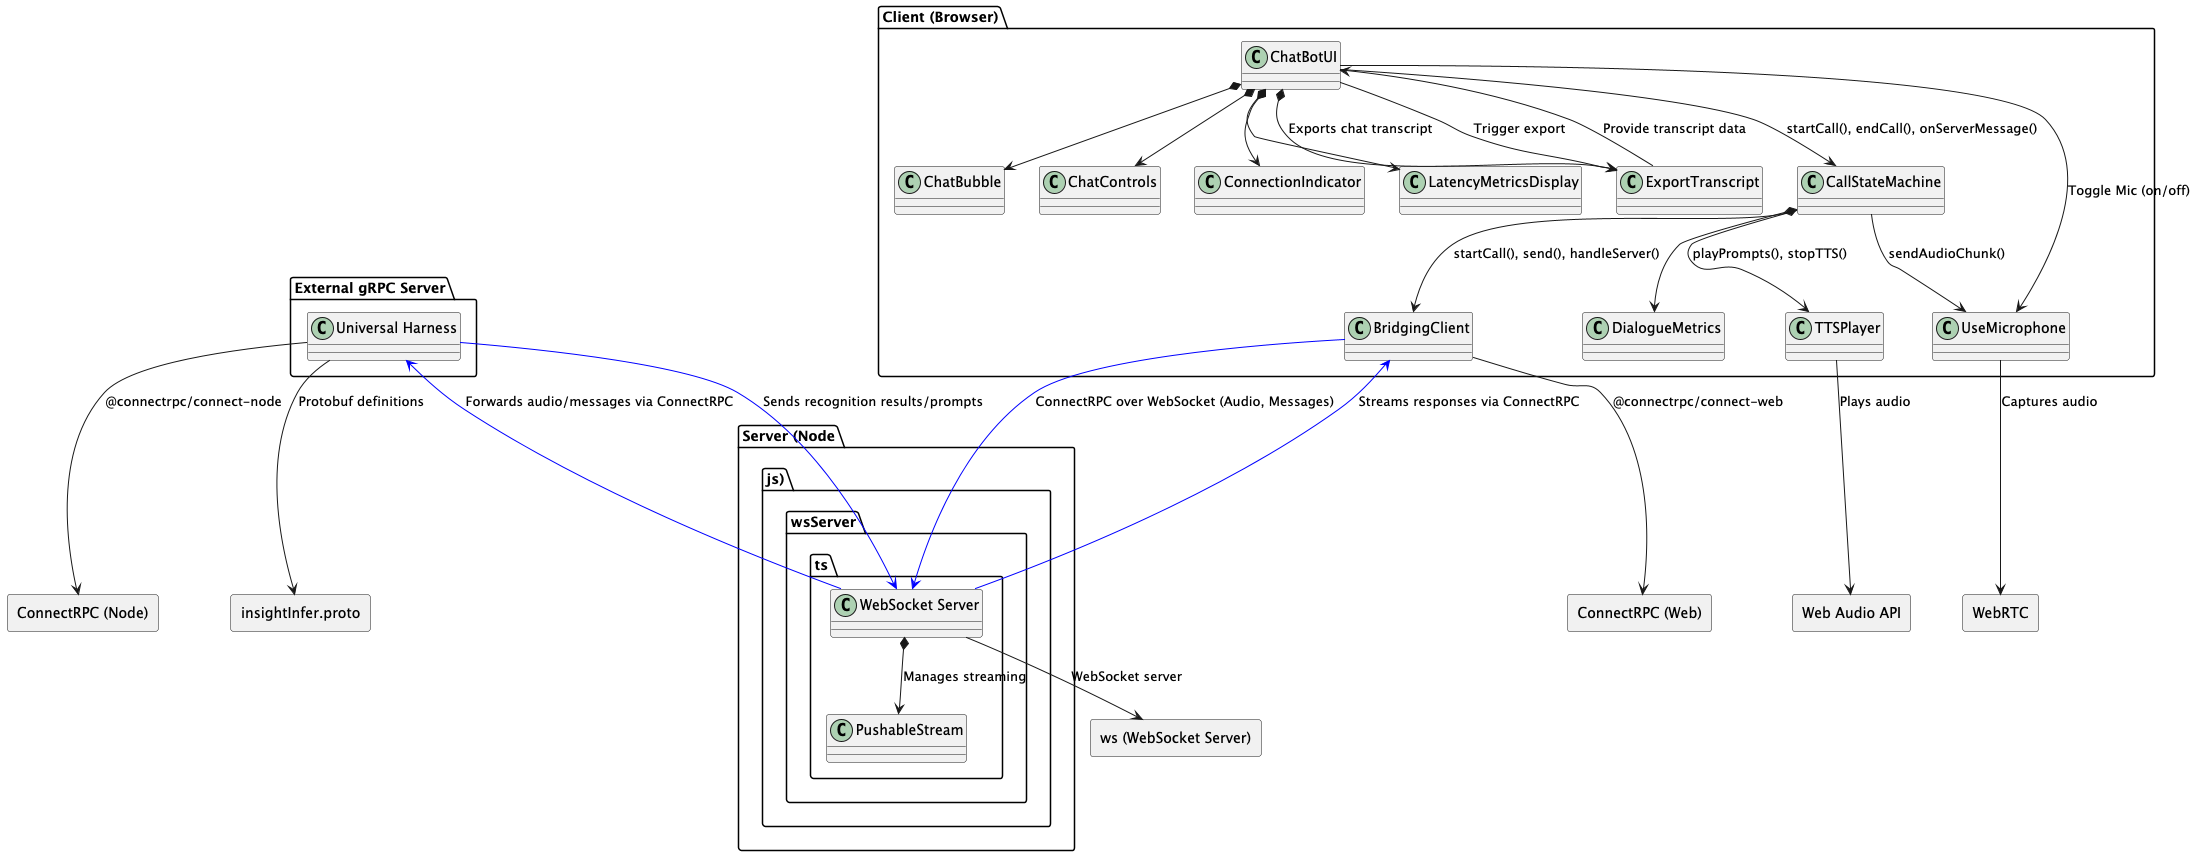 Client (Browser)
C ChatBotUI
Exports chat transcript
Trigger export
Provide transcript data
startCall(), endCall(), onServerMessage()
Toggle Mic (on/off)
C ChatBubble
C ChatControls
C ConnectionIndicator
C LatencyMetricsDisplay
C ExportTranscript
C CallStateMachine
startCall(), send(), handleServer()
playPrompts(), stopTTS()
sendAudioChunk()
External gRPC Server
C Universal Harness
C BridgingClient
C DialogueMetrics
C TTSPlayer
C UseMicrophone
@connectrpc/connect-node
Protobuf definitions
Forwards audio/messages via ConnectRPC
Sends recognition results/prompts
ConnectRPC over WebSocket (Audio, Messages)
Streams responses via ConnectRPC
@connectrpc/connect-web
Plays audio
Captures audio
Server (Node
js)
wsServer
ts
C WebSocket Server
ConnectRPC (Node)
insightInfer.proto
ConnectRPC (Web)
Web Audio API
WebRTC
Manages streaming
WebSocket server
C PushableStream
ws (WebSocket Server)